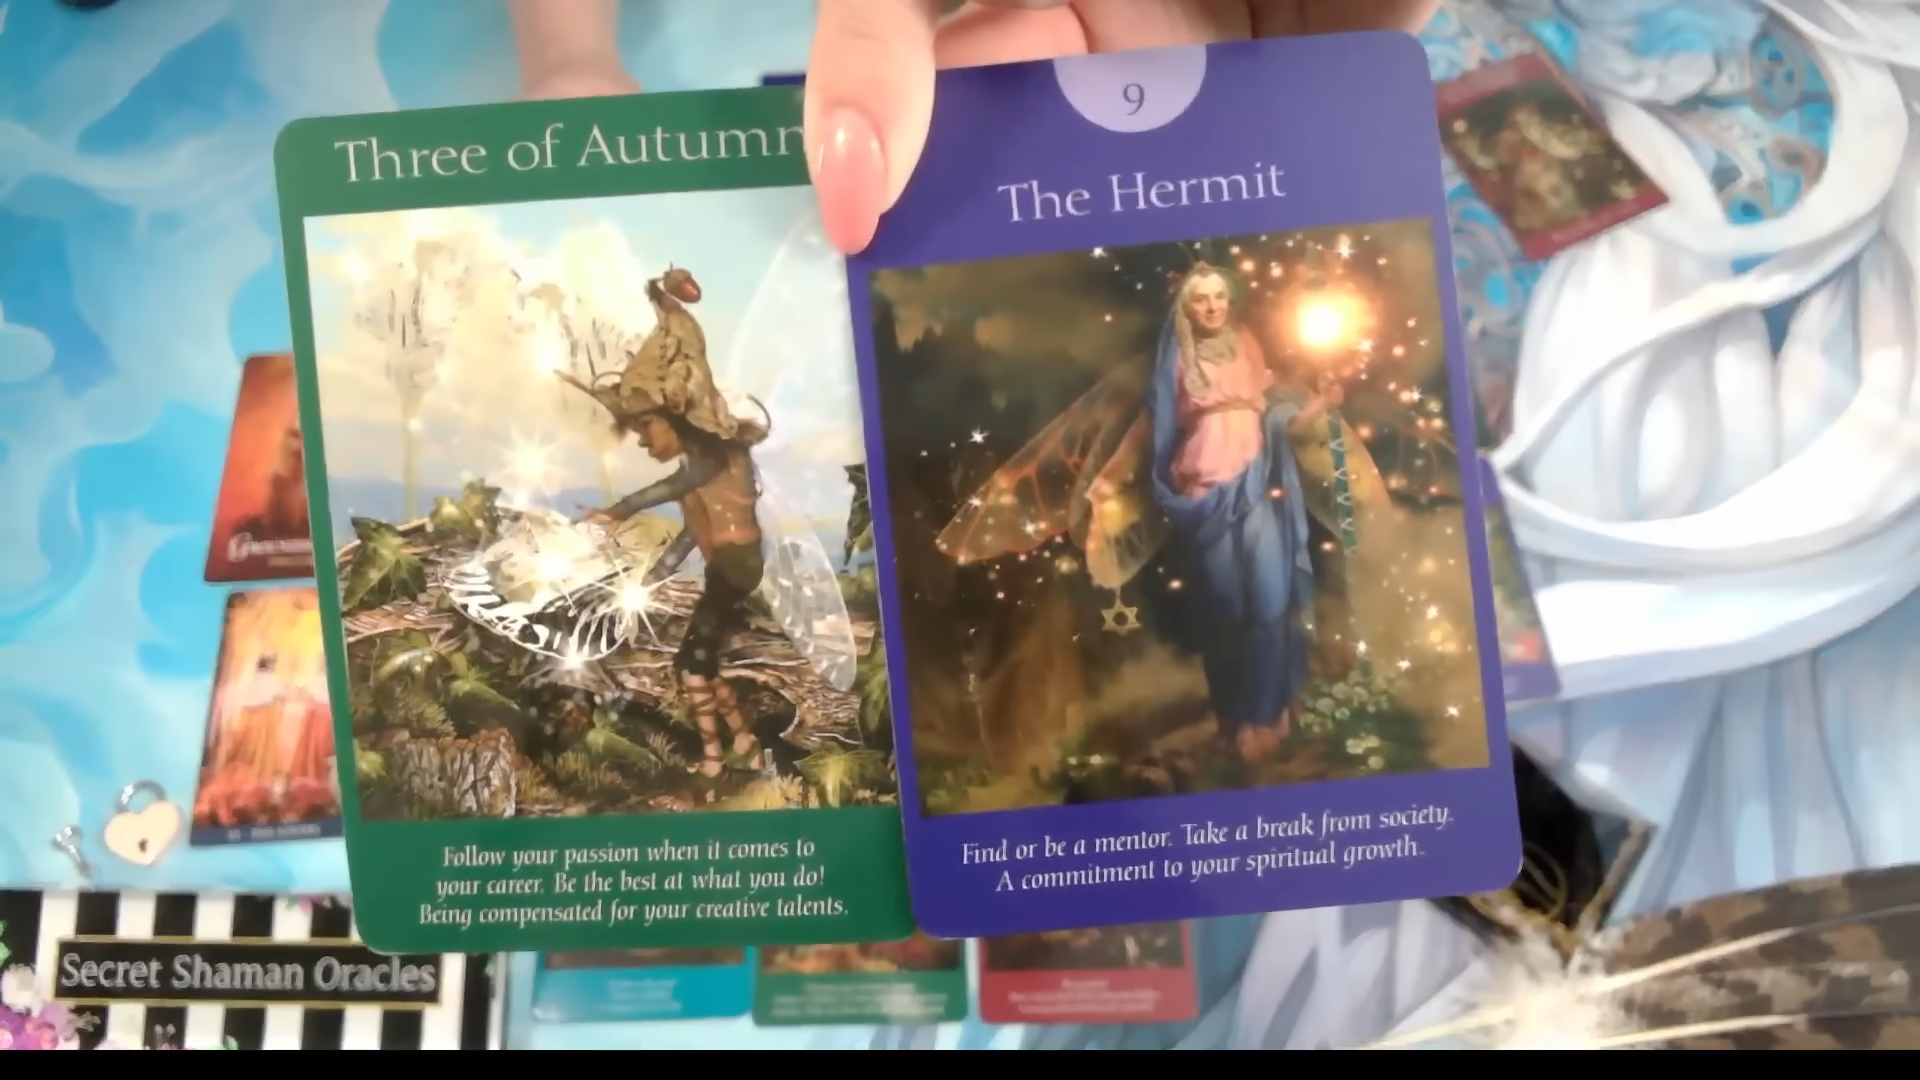 Three of Autumn
9
The Hermit
Follow your passion when it comes to
your career. Be the best at what you do!
Being compensated for your creative talents.
Find or be a mentor. Take a break from society.
A commitment to your spiritual growth.
Secret Shaman Oracles